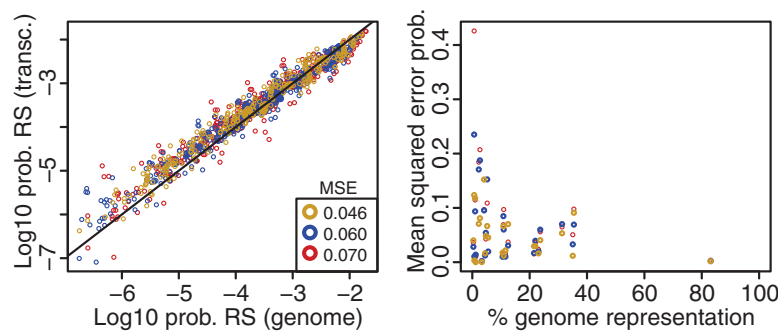 Log10 prob. RS (transc.)
−3
−5
−7
−6 −5 −4 −3 −2
Log10 prob. RS (genome)
MSE
0.046
0.060
0.070
Mean squared error prob.
0.4
0.3
0.2
0.1
0.0
0 20 40 60 80 100
% genome representation